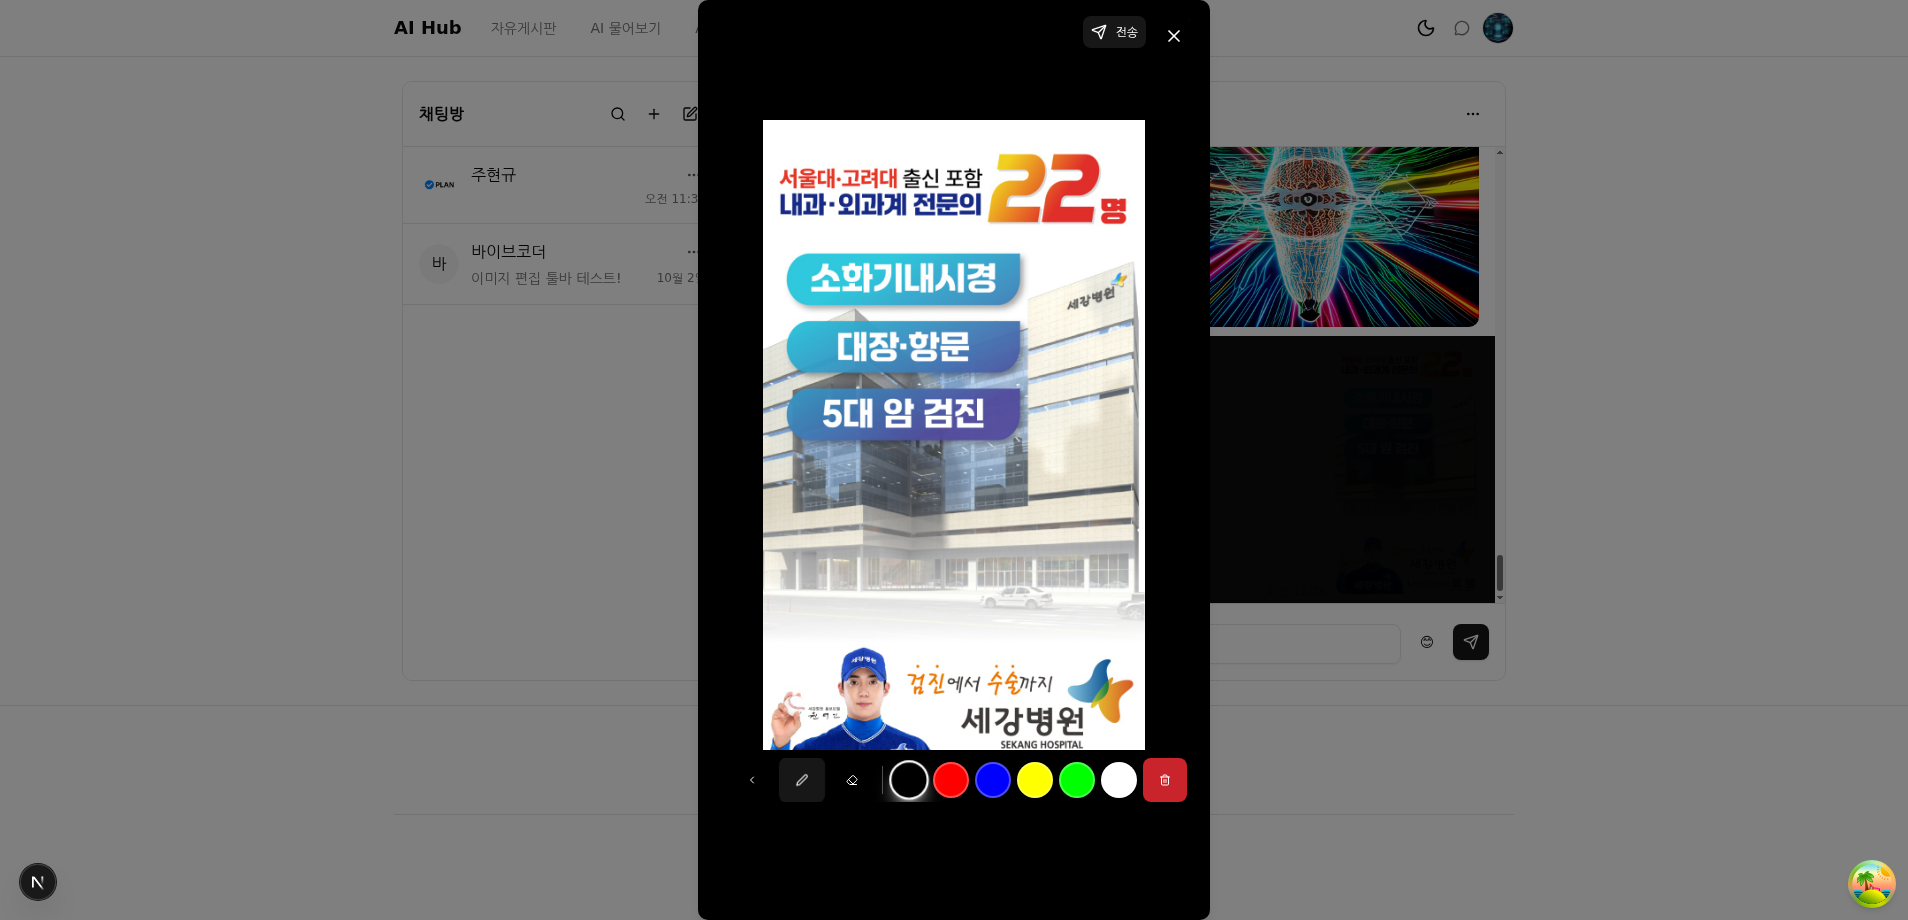 AI Hub
자유게시판
AI 물어보기
전송
채팅방
PLAN
주현규
오전 11:3
바
바이브코더
이미지 편집 툴바 테스트!
10월 2
서울대·고려대 출신 포함
내과·외과계 전문의
22명
소화기내시경
세강병원
대장·항문
5대 암 검진
세강병원
검진에서 수술까지
세강병원
SEKANG HOSPITAL
N